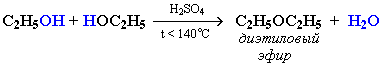 H₂SO₄
C₂H₅OH + HOC₂H₅ ⟶ C₂H₅OC₂H₅ + H₂O
t < 140°C
диэтиловый
эфир